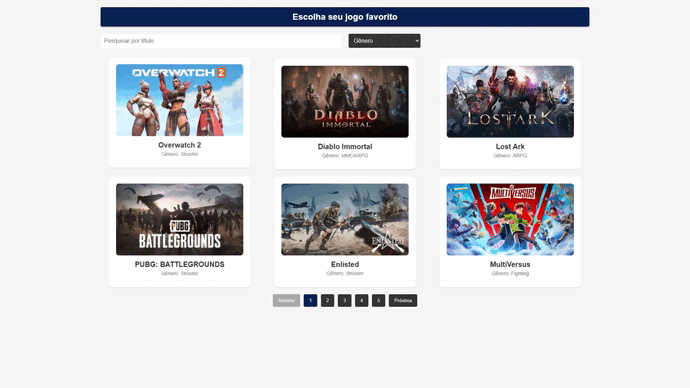 Escolha seu jogo favorito
Pesquisar por título
Gênero
OVERWATCH 2
DIABLO
IMMORTAL
LOST ARK
Overwatch 2
Gênero: Shooter
Diablo Immortal
Gênero: MMOARPG
Lost Ark
Gênero: ARPG
PUBG
BATTLEGROUNDS
ENLISTED
MULTIVERSUS
PUBG: BATTLEGROUNDS
Gênero: Shooter
Enlisted
Gênero: Shooter
MultiVersus
Gênero: Fighting
Anterior 1 2 3 4 5 Próxima